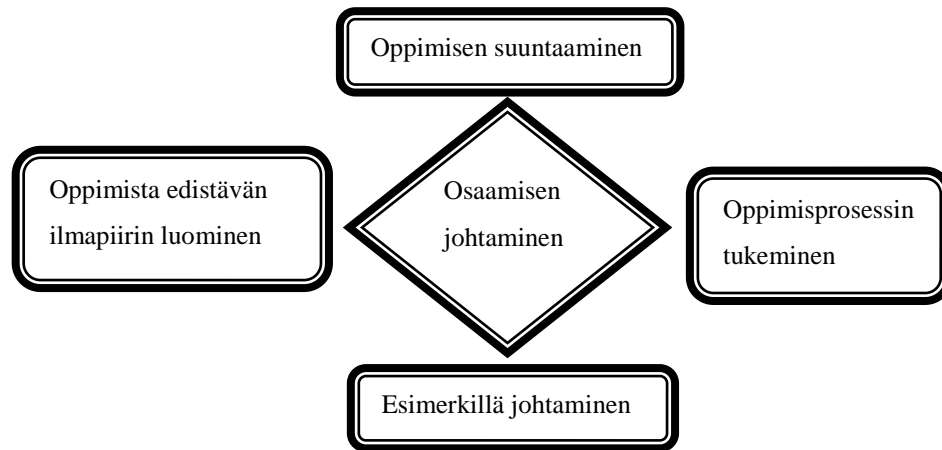 Oppimisen suuntaaminen
Oppimista edistävän
ilmapiirin luominen
Osaamisen
johtaminen
Oppimisprosessin
tukeminen
Esimerkillä johtaminen